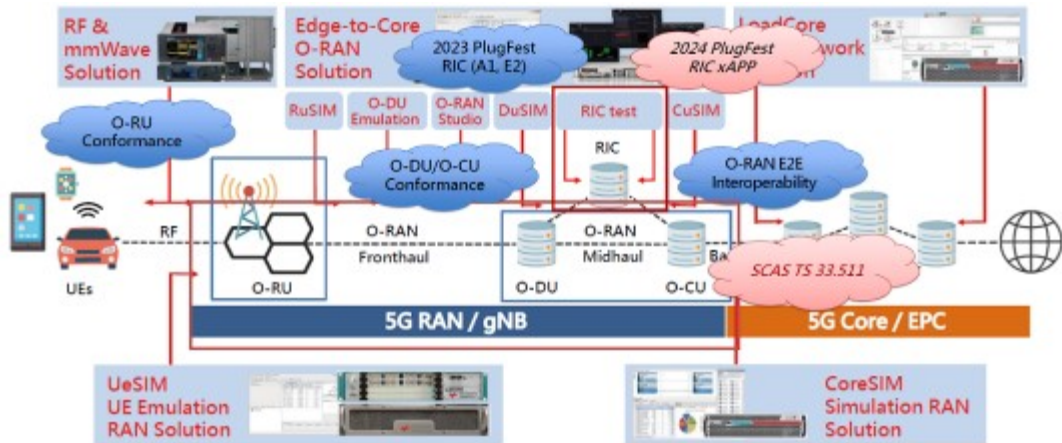 RF &
mmWave
Solution
Edge-to-Core
O-RAN
Solution
2023 PlugFest
RIC (A1, E2)
2024 PlugFest
RIC xAPP
LoadCore
RuSIM
O-DU
Emulation
O-RAN
Studio
DuSIM
RIC test
CuSIM
O-RU
Conformance
O-DU/O-CU
Conformance
RIC
O-RAN E2E
Interoperability
RF
O-RAN
Fronthaul
O-RAN
Midhaul
UEs
O-RU
O-DU
O-CU
SCAS TS 33.511
5G RAN / gNB
5G Core / EPC
UeSIM
UE Emulation
RAN Solution
CoreSIM
Simulation RAN
Solution